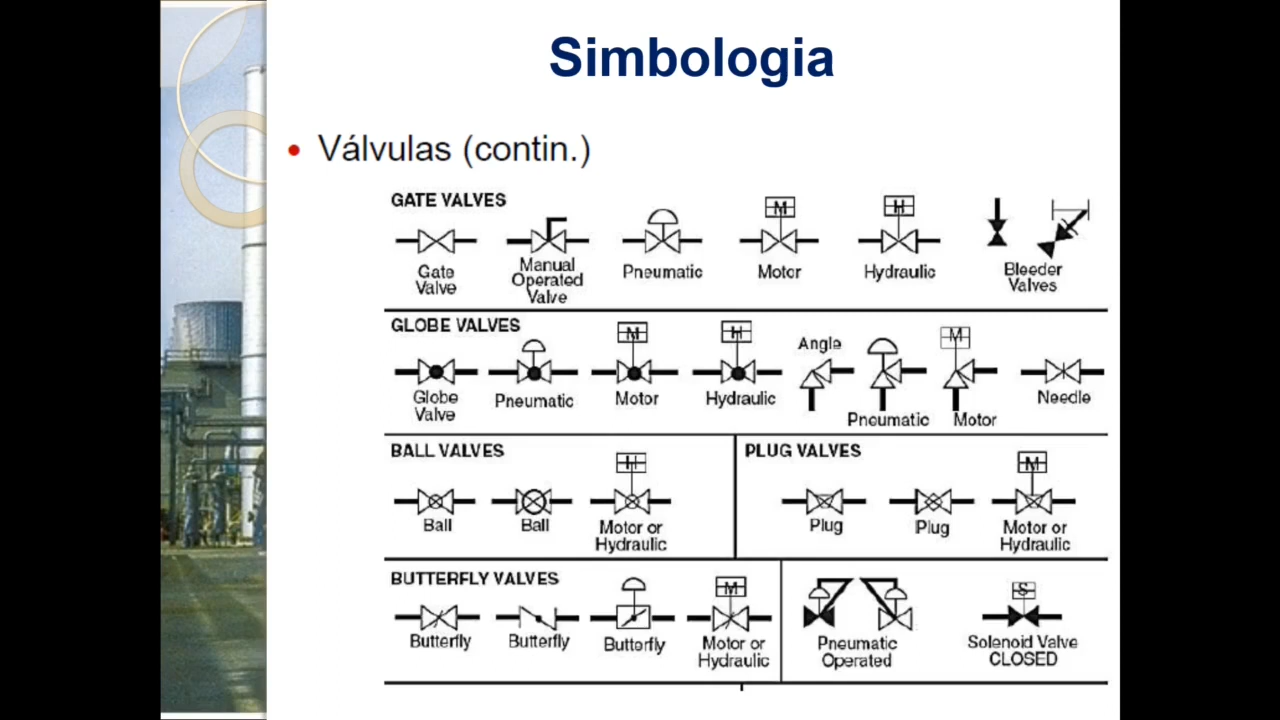 Simbologia
• Válvulas (contin.)
GATE VALVES
M
H
Gate
Valve
Manual
Operated
Valve
Pneumatic
Motor
Hydraulic
Bleeder
Valves
GLOBE VALVES
M
H
Angle
M
Globe
Valve
Pneumatic
Motor
Hydraulic
Pneumatic
Motor
Needle
BALL VALVES
H
Ball
Ball
Motor or
Hydraulic
PLUG VALVES
M
Plug
Plug
Motor or
Hydraulic
BUTTERFLY VALVES
M
Butterfly
Butterfly
Butterfly
Motor or
Hydraulic
S
Pneumatic
Operated
Solenoid Valve
CLOSED